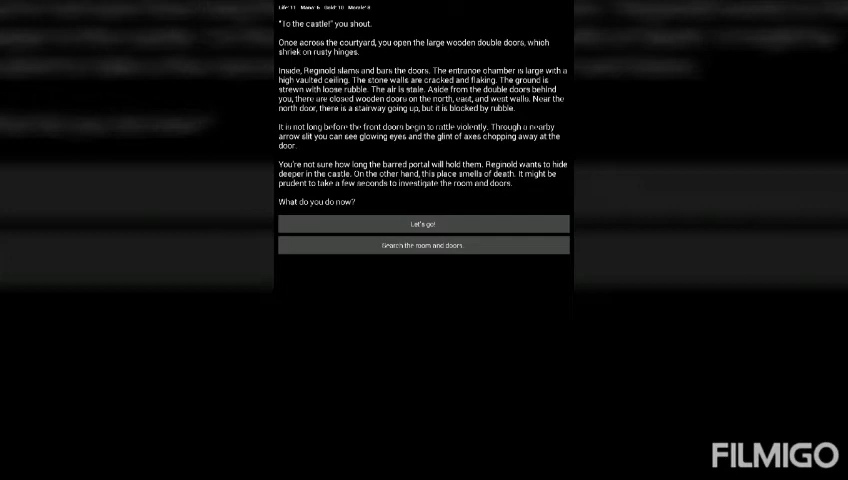 Life: 11 Mana: 6 Gold: 10 Morale: 8
"To the castle!" you shout.
Once across the courtyard, you open the large wooden double doors, which
shriek on rusty hinges.
Inside, Reginold slams and bars the doors. The entrance chamber is large with a
high vaulted ceiling. The stone walls are cracked and flaking. The ground is
strewn with loose rubble. The air is stale. Aside from the double doors behind
you, there are closed wooden doors on the north, east, and west walls. Near the
north door, there is a stairway going up, but it is blocked by rubble.
It is not long before the front doors begin to rattle violently. Through a nearby
arrow slit you can see glowing eyes and the glint of axes chopping away at the
door.
You're not sure how long the barred portal will hold them. Reginold wants to hide
deeper in the castle. On the other hand, this place smells of death. It might be
prudent to take a few seconds to investigate the room and doors.
What do you do now?
Let's go!
Search the room and doors.
FILMIGO